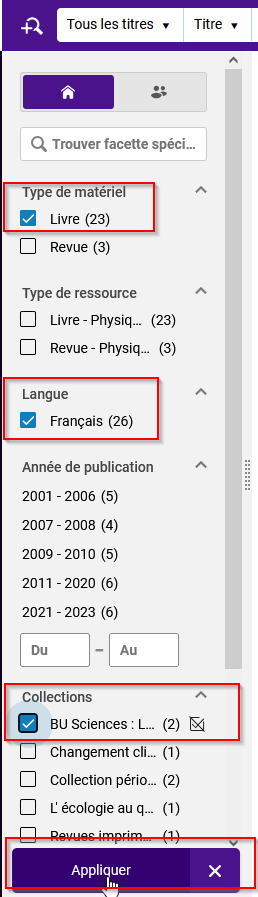 Tous les titres Titre
Trouver facette spéci...
Type de matériel
Livre (23)
Revue (3)
Type de ressource
Livre - Physiq... (23)
Revue - Physiq... (3)
Langue
Français (26)
Année de publication
2001 - 2006 (5)
2007 - 2008 (4)
2009 - 2010 (5)
2011 - 2020 (6)
2021 - 2023 (6)
Du – Au
Collections
BU Sciences : L... (2)
Changement cli... (1)
Collection pério... (2)
L' écologie au q... (1)
Revues imprim... (1)
Appliquer